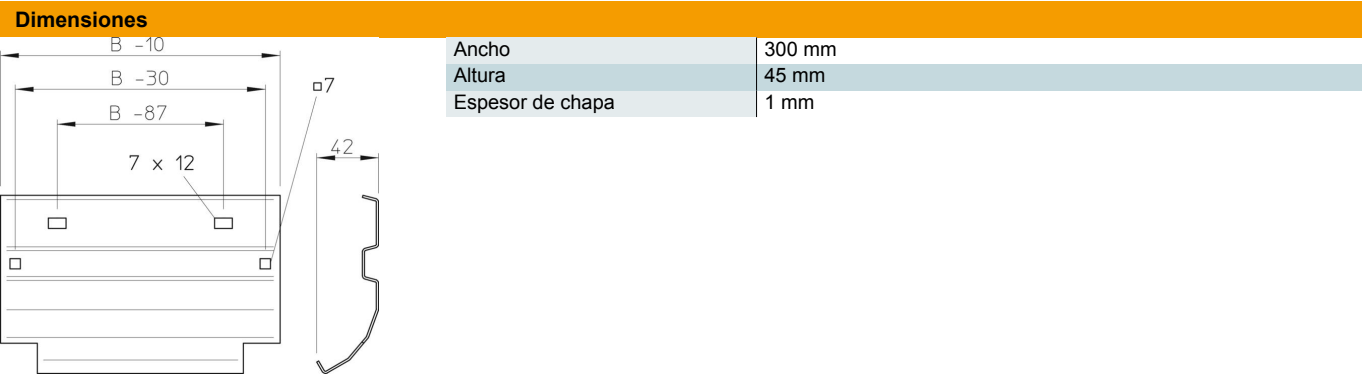 Dimensiones
B -10
B -30
B -87
□7
7 x 12
42
Ancho 300 mm
Altura 45 mm
Espesor de chapa 1 mm